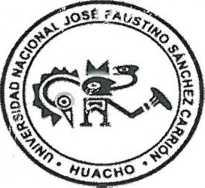 UNIVERSIDAD NACIONAL JOSÉ FAUSTINO SÁNCHEZ CARRIÓN
• HUACHO •